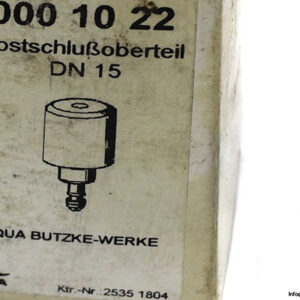 000 10 22
ostschlußoberteil
DN 15
QUA BUTZKE-WERKE
A
Ktr.-Nr.:2535 1804